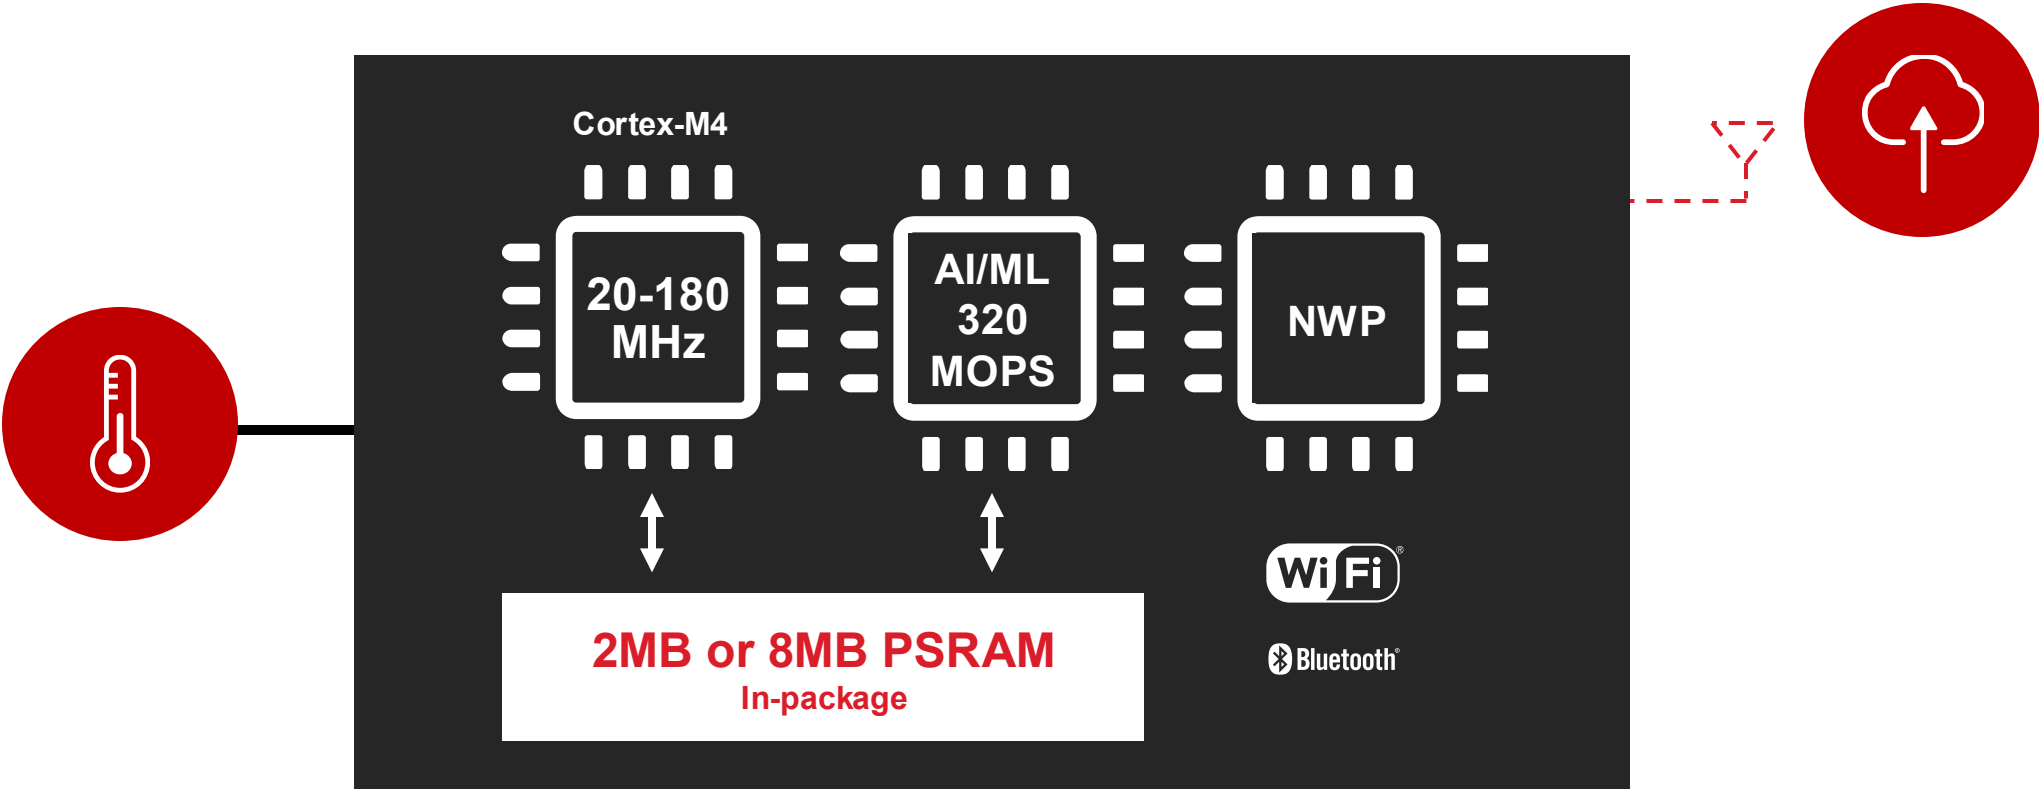 Cortex-M4
20-180
MHz
AI/ML
320
MOPS
NWP
2MB or 8MB PSRAM
In-package
Wi Fi®
Bluetooth®